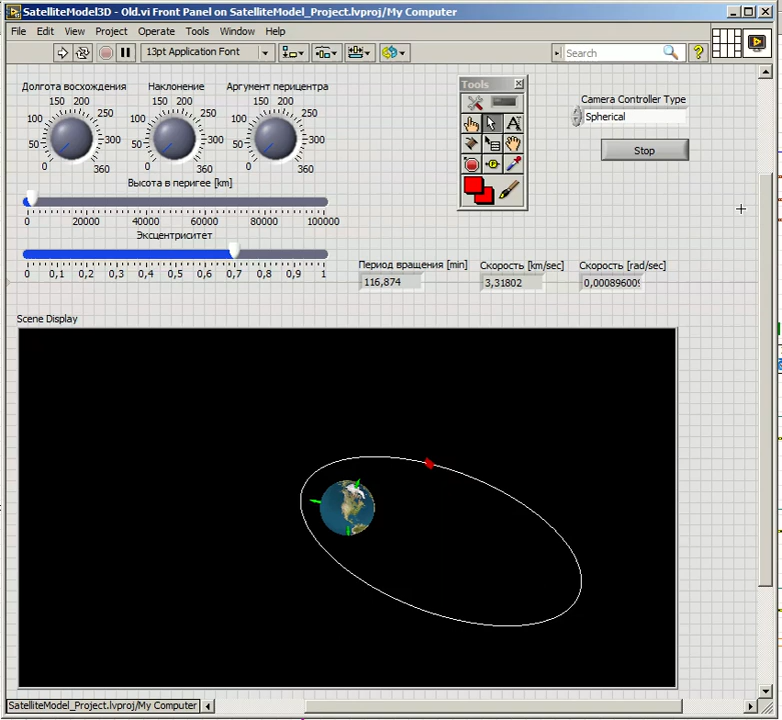 SatelliteModel3D - Old.vi Front Panel on SatelliteModel_Project.lvproj/My Computer
File Edit View Project Operate Tools Window Help
13pt Application Font
Search
Tools
Camera Controller Type
Spherical
Stop
Долгота восхождения
0 50 100 150 200 250 300 360
Наклонение
0 50 100 150 200 250 300 360
Аргумент перицентра
0 50 100 150 200 250 300 360
Высота в перигее [km]
0 20000 40000 60000 80000 100000
Эксцентриситет
0 0,1 0,2 0,3 0,4 0,5 0,6 0,7 0,8 0,9 1
Период вращения [min] Скорость [km/sec] Скорость [rad/sec]
116,874 3,31802 0,000896009
Scene Display
SatelliteModel_Project.lvproj/My Computer